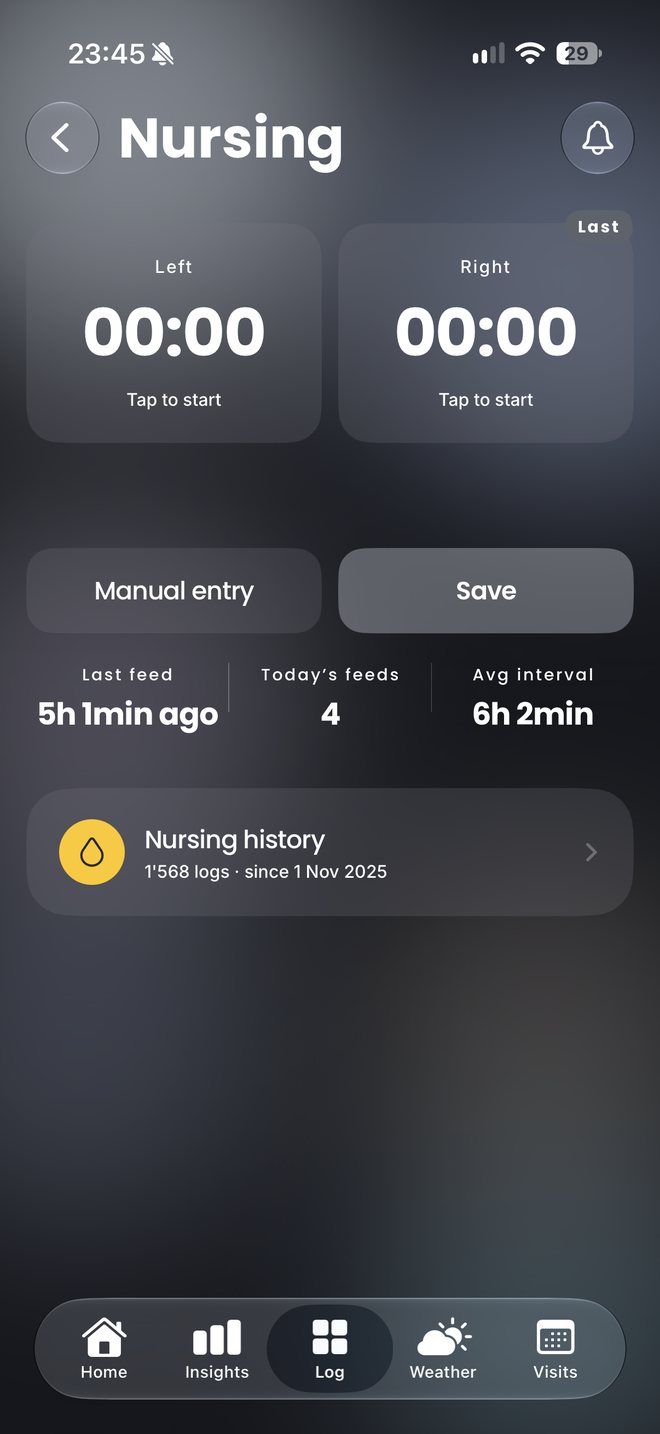 23:45
29
Nursing
Last
Left
Right
00:00
00:00
Tap to start
Tap to start
Manual entry
Save
Last feed
Today's feeds
Avg interval
5h 1min ago
4
6h 2min
Nursing history
1'568 logs · since 1 Nov 2025
Home
Insights
Log
Weather
Visits